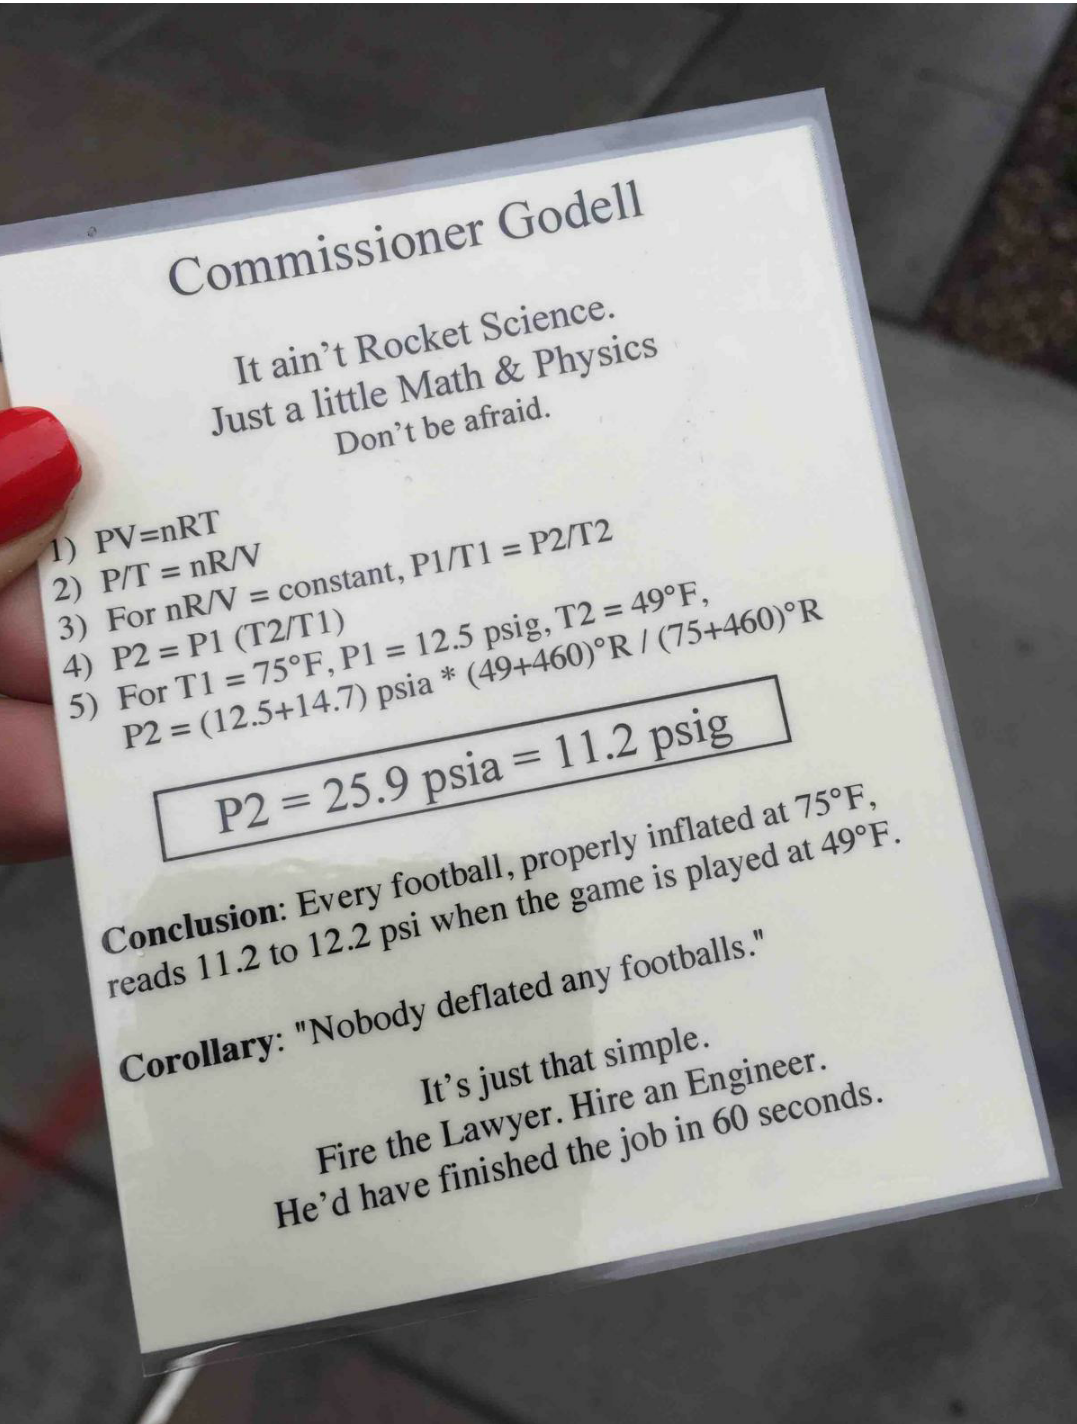 Commissioner Godell
It ain't Rocket Science.
Just a little Math & Physics
Don't be afraid.
1) PV=nRT
2) P/T = nR/V
3) For nR/V = constant, P1/T1 = P2/T2
4) P2 = P1 (T2/T1)
5) For T1 = 75°F, P1 = 12.5 psig, T2 = 49°F,
P2 = (12.5+14.7) psia * (49+460)°R / (75+460)°R
P2 = 25.9 psia = 11.2 psig
Conclusion: Every football, properly inflated at 75°F,
reads 11.2 to 12.2 psi when the game is played at 49°F.
Corollary: "Nobody deflated any footballs."
It's just that simple.
Fire the Lawyer. Hire an Engineer.
He'd have finished the job in 60 seconds.